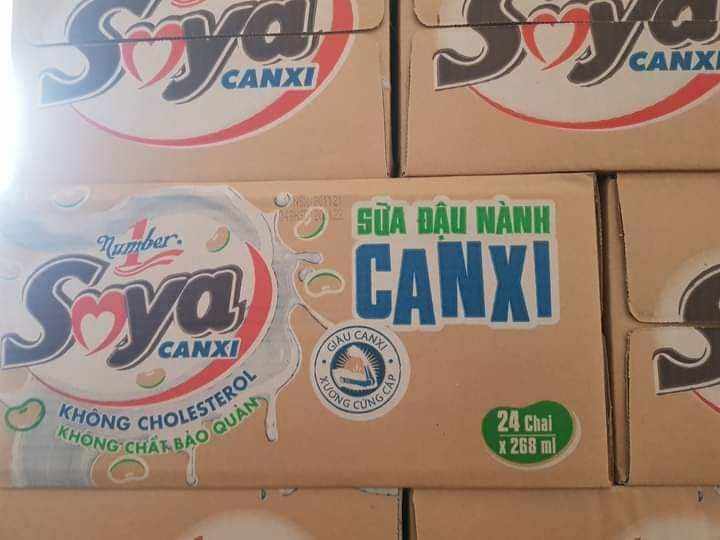 Soya
CANXI
Soya
CANXI
Number 1
Soya
CANXI
KHÔNG CHOLESTEROL
KHÔNG CHẤT BẢO QUẢN
SỮA ĐẬU NÀNH
CANXI
GIÀU CANXI
XƯƠNG CỨNG CÁP
24 Chai
x 268 ml